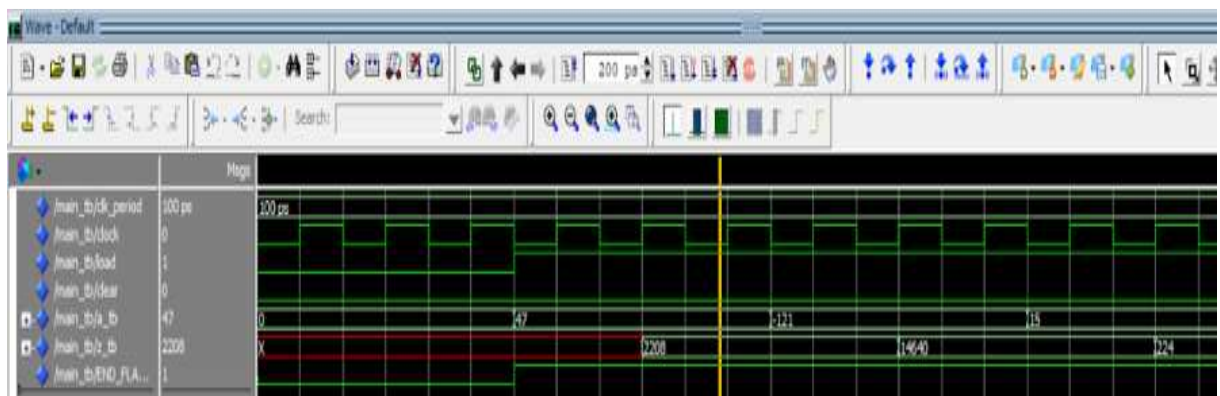 Wave - Default
200 ps
Search:
Msgs
/main_tb/clk_period 100 ps 100 ps
/main_tb/clock 0
/main_tb/load 1
/main_tb/clear 0
/main_tb/a_tb 47 0 47 -121 15
/main_tb/z_tb 2208 X 2208 14640 224
/main_tb/END_FLA... 1